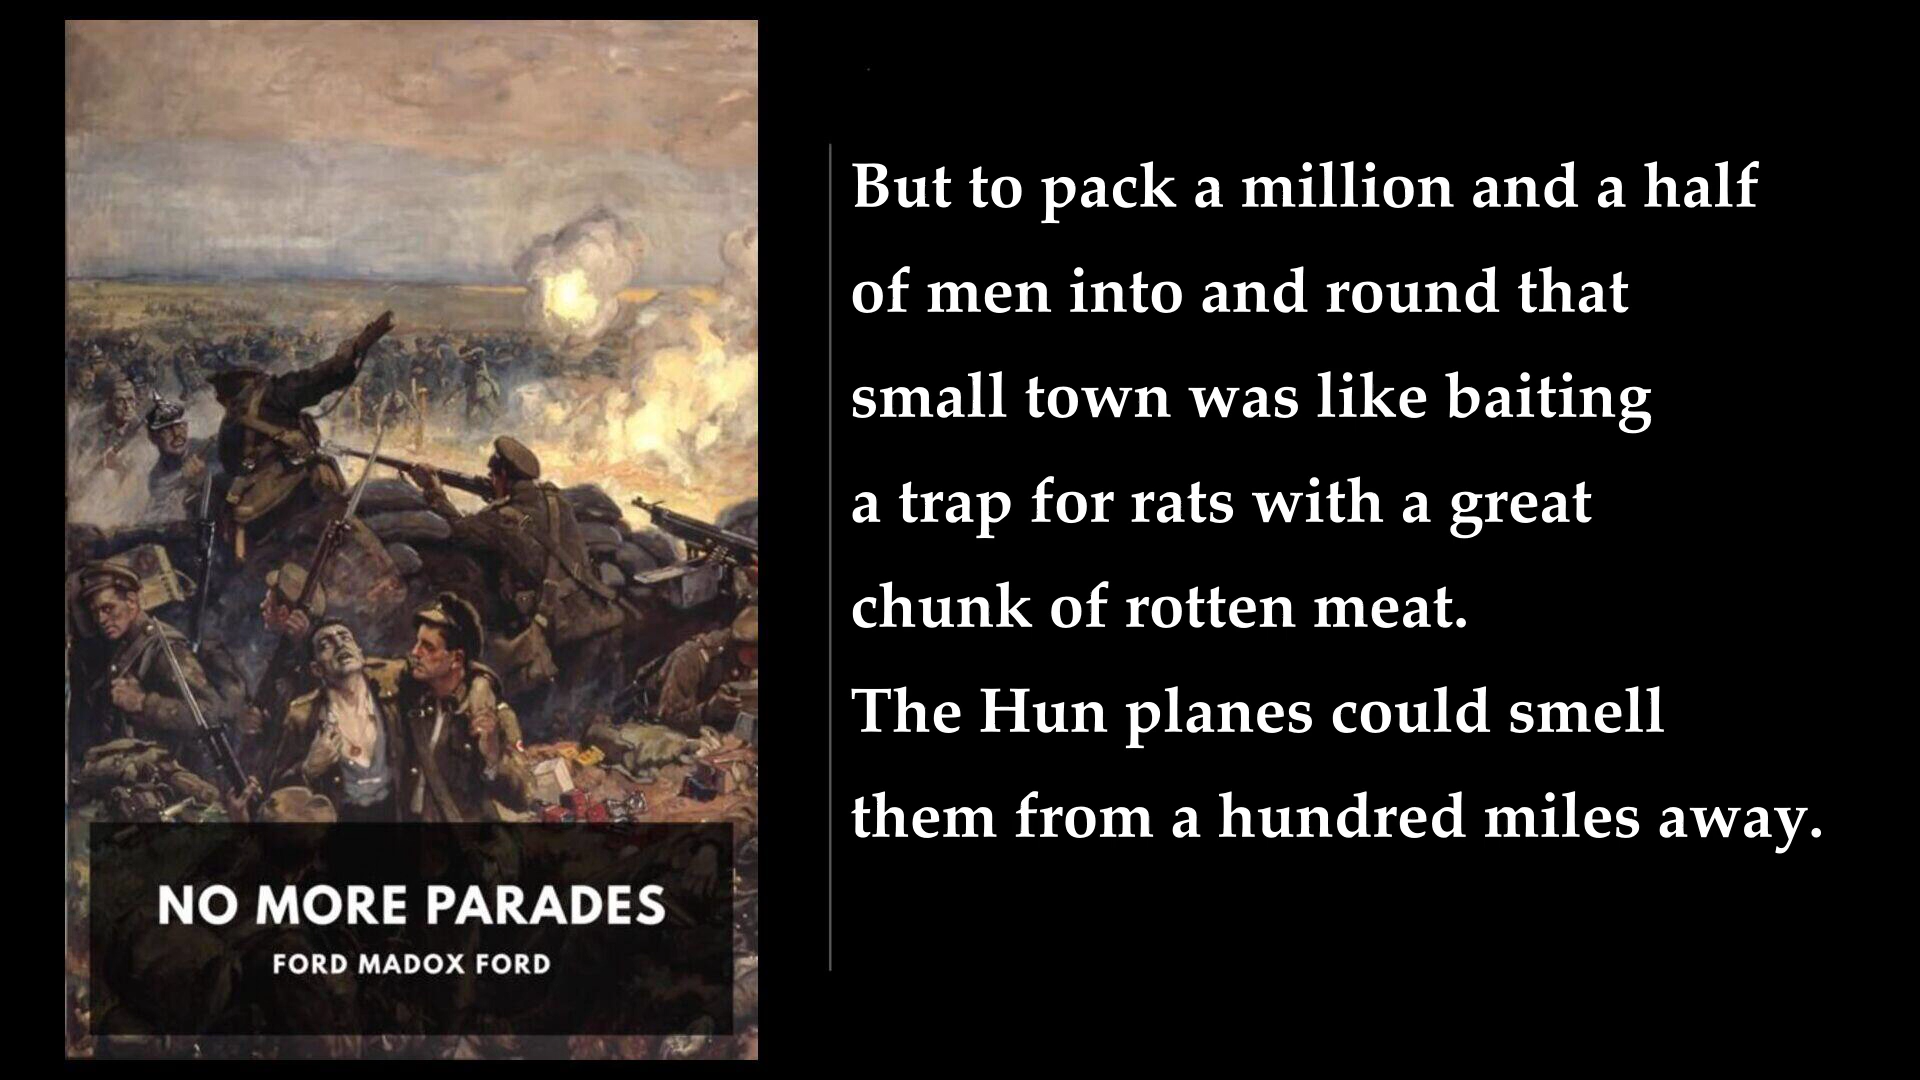 NO MORE PARADES
FORD MADOX FORD
But to pack a million and a half
of men into and round that
small town was like baiting
a trap for rats with a great
chunk of rotten meat.
The Hun planes could smell
them from a hundred miles away.